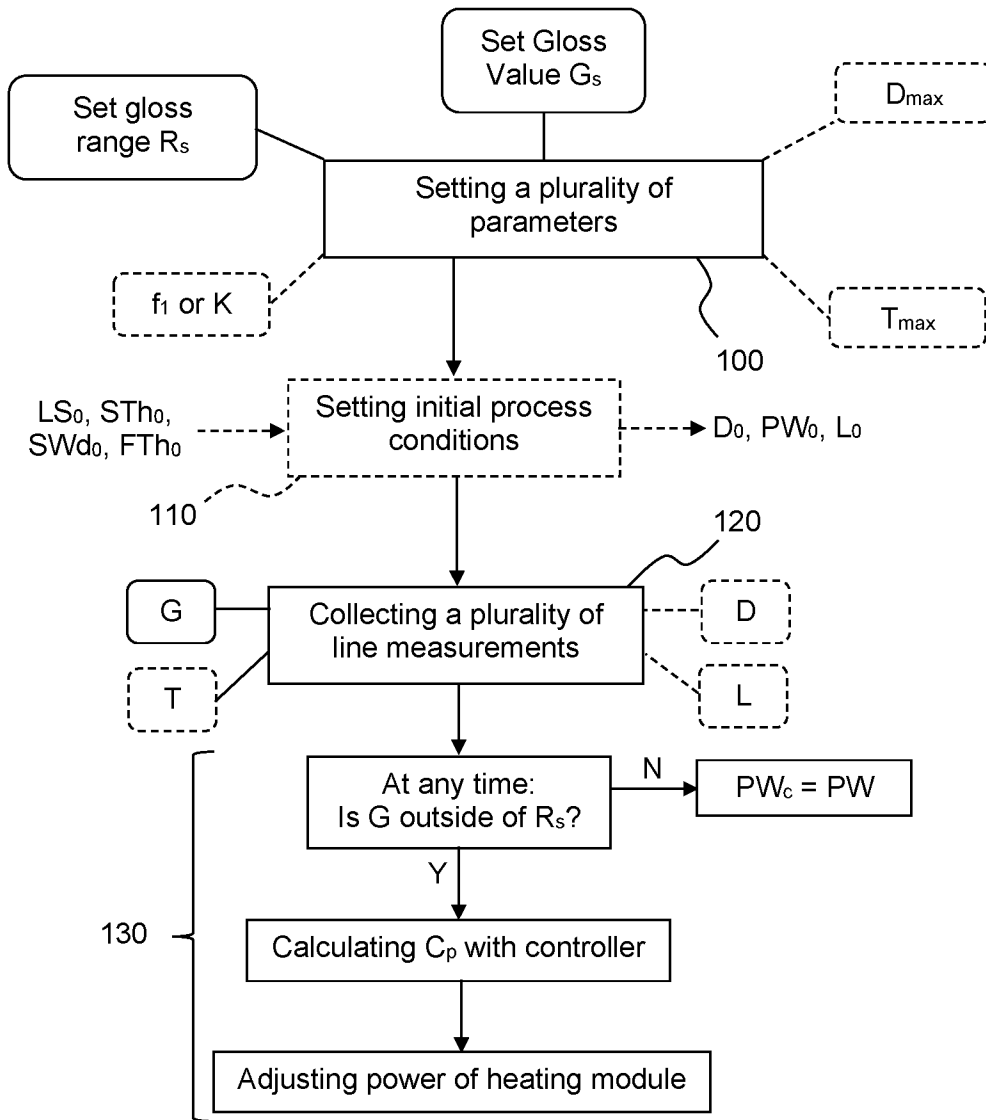 Set Gloss
Value Gs
Set gloss
range Rs
Dmax
Setting a plurality of
parameters
f1 or K
Tmax
100
LS0, STh0,
SWd0, FTh0
Setting initial process
conditions
D0, PW0, L0
110
120
G
Collecting a plurality of
line measurements
D
T
L
At any time:
Is G outside of Rs?
N
PWc = PW
Y
130
Calculating Cp with controller
Adjusting power of heating module